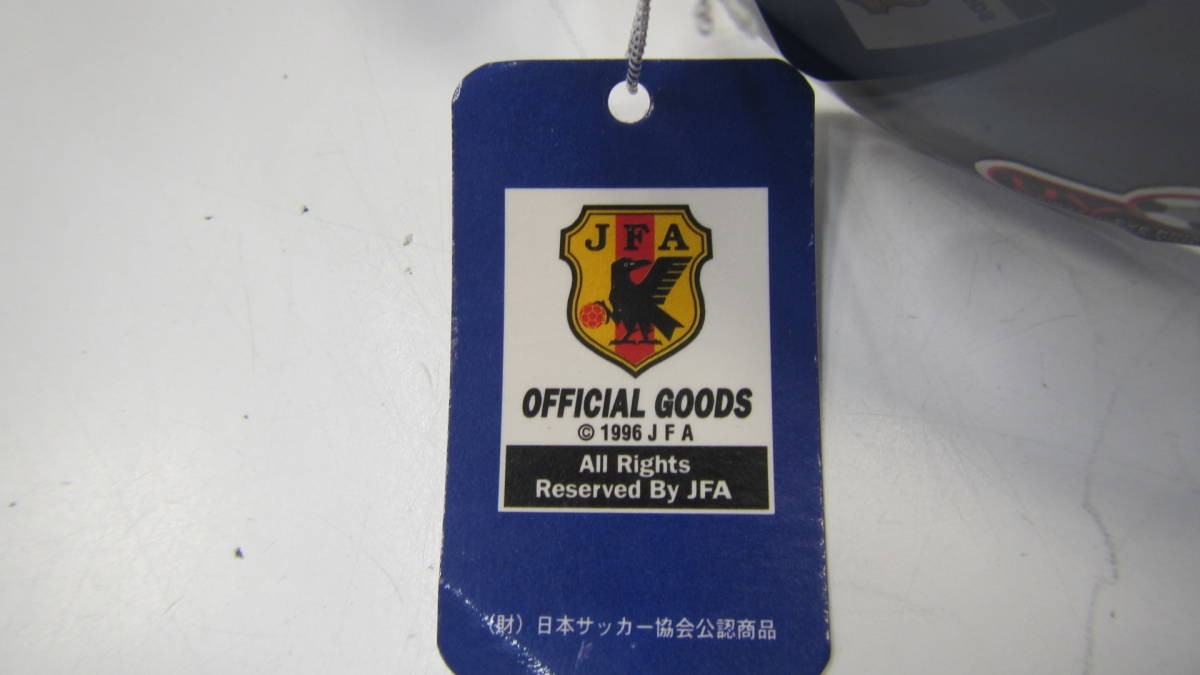 JFA
OFFICIAL GOODS
© 1996 J F A
All Rights
Reserved By JFA
(財) 日本サッカー協会公認商品